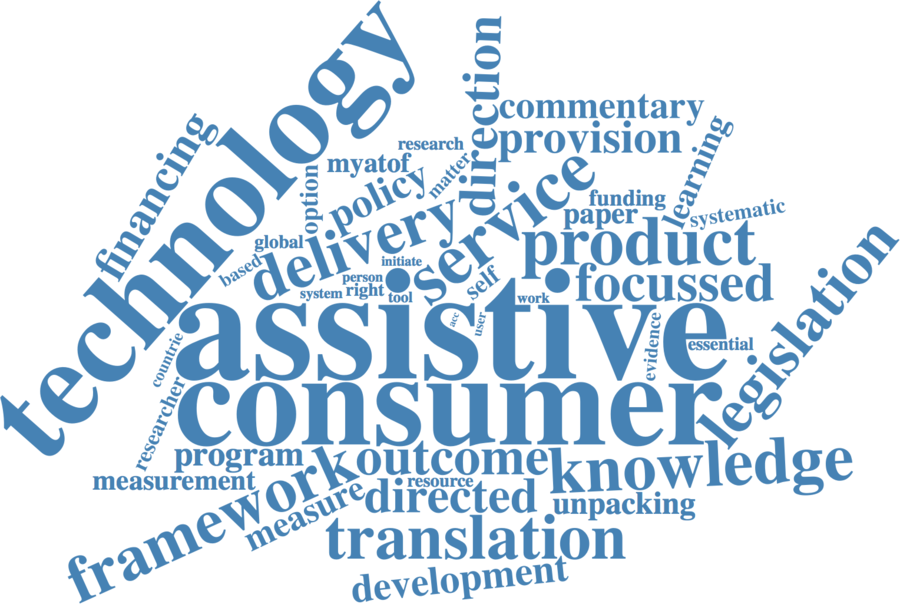 technology
direction
commentary
financing
provision
research
learning
myatof
matter
option
policy
service
funding
paper
systematic
global
delivery
product
based
initiate
legislation
person
self
focussed
system
right
tool
work
assistive
acc
user
evidence
essential
countrie
consumer
researcher
program
outcome
knowledge
measurement
framework
resource
measure
directed
unpacking
translation
development